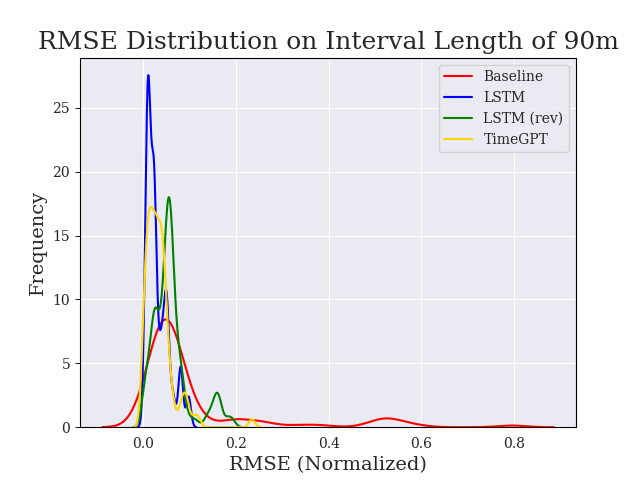 RMSE Distribution on Interval Length of 90m
Baseline
LSTM
LSTM (rev)
TimeGPT
Frequency
25
20
15
10
5
0
0.0 0.2 0.4 0.6 0.8
RMSE (Normalized)